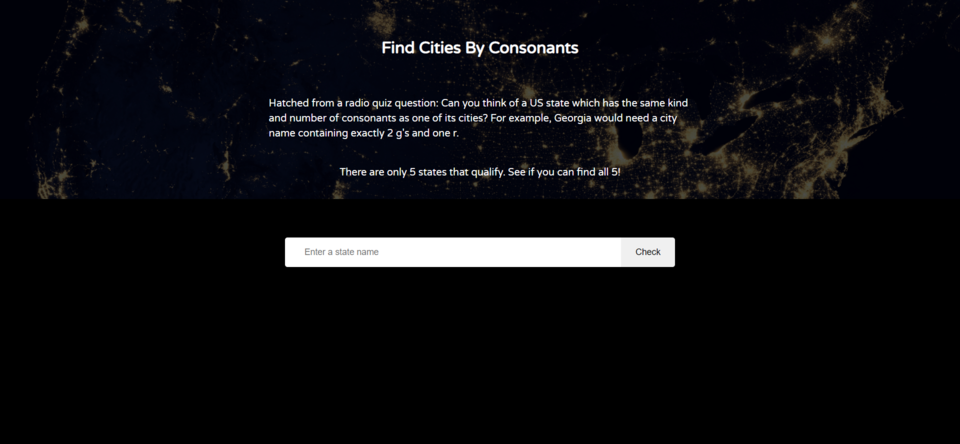 Find Cities By Consonants
Hatched from a radio quiz question: Can you think of a US state which has the same kind
and number of consonants as one of its cities? For example, Georgia would need a city
name containing exactly 2 g's and one r.
There are only 5 states that qualify. See if you can find all 5!
Enter a state name Check